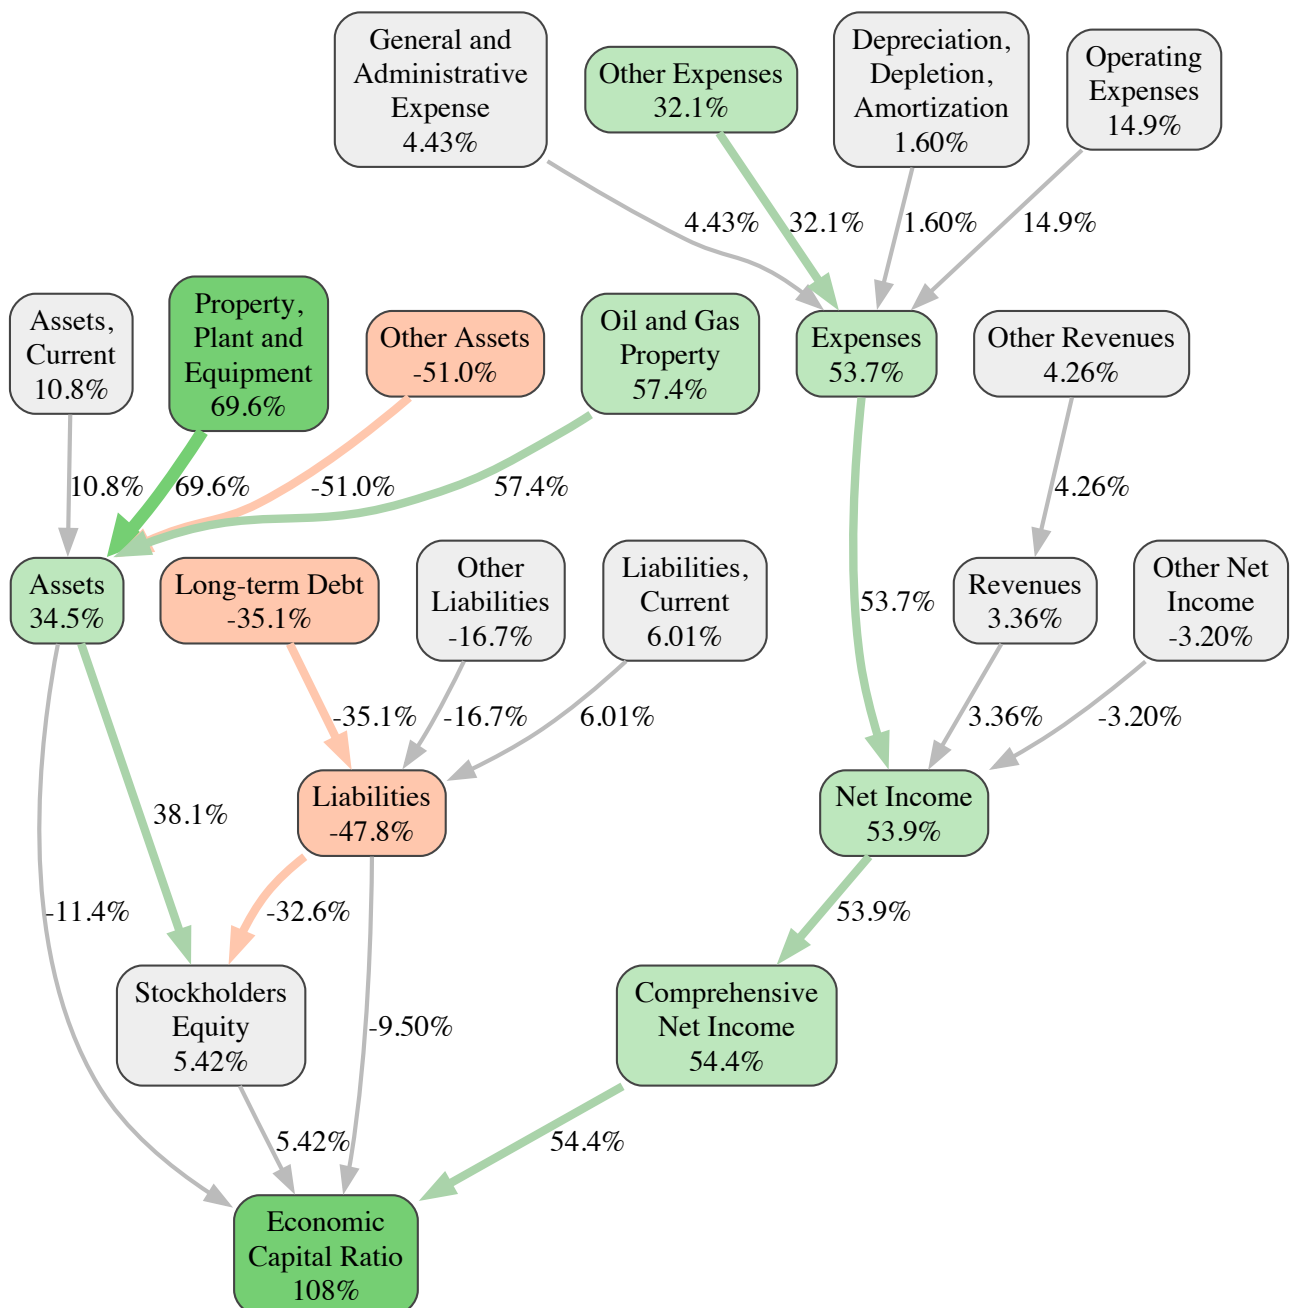 General and
Administrative
Expense
4.43%
Other Expenses
32.1%
Depreciation,
Depletion,
Amortization
1.60%
Operating
Expenses
14.9%
4.43%
32.1%
1.60%
14.9%
Assets,
Current
10.8%
Property,
Plant and
Equipment
69.6%
Other Assets
-51.0%
Oil and Gas
Property
57.4%
Expenses
53.7%
Other Revenues
4.26%
10.8%
69.6%
-51.0%
57.4%
4.26%
Assets
34.5%
Long-term Debt
-35.1%
Other
Liabilities
-16.7%
Liabilities,
Current
6.01%
53.7%
Revenues
3.36%
Other Net
Income
-3.20%
-35.1%
-16.7%
6.01%
3.36%
-3.20%
38.1%
Liabilities
-47.8%
Net Income
53.9%
-11.4%
-32.6%
53.9%
Stockholders
Equity
5.42%
-9.50%
Comprehensive
Net Income
54.4%
5.42%
54.4%
Economic
Capital Ratio
108%